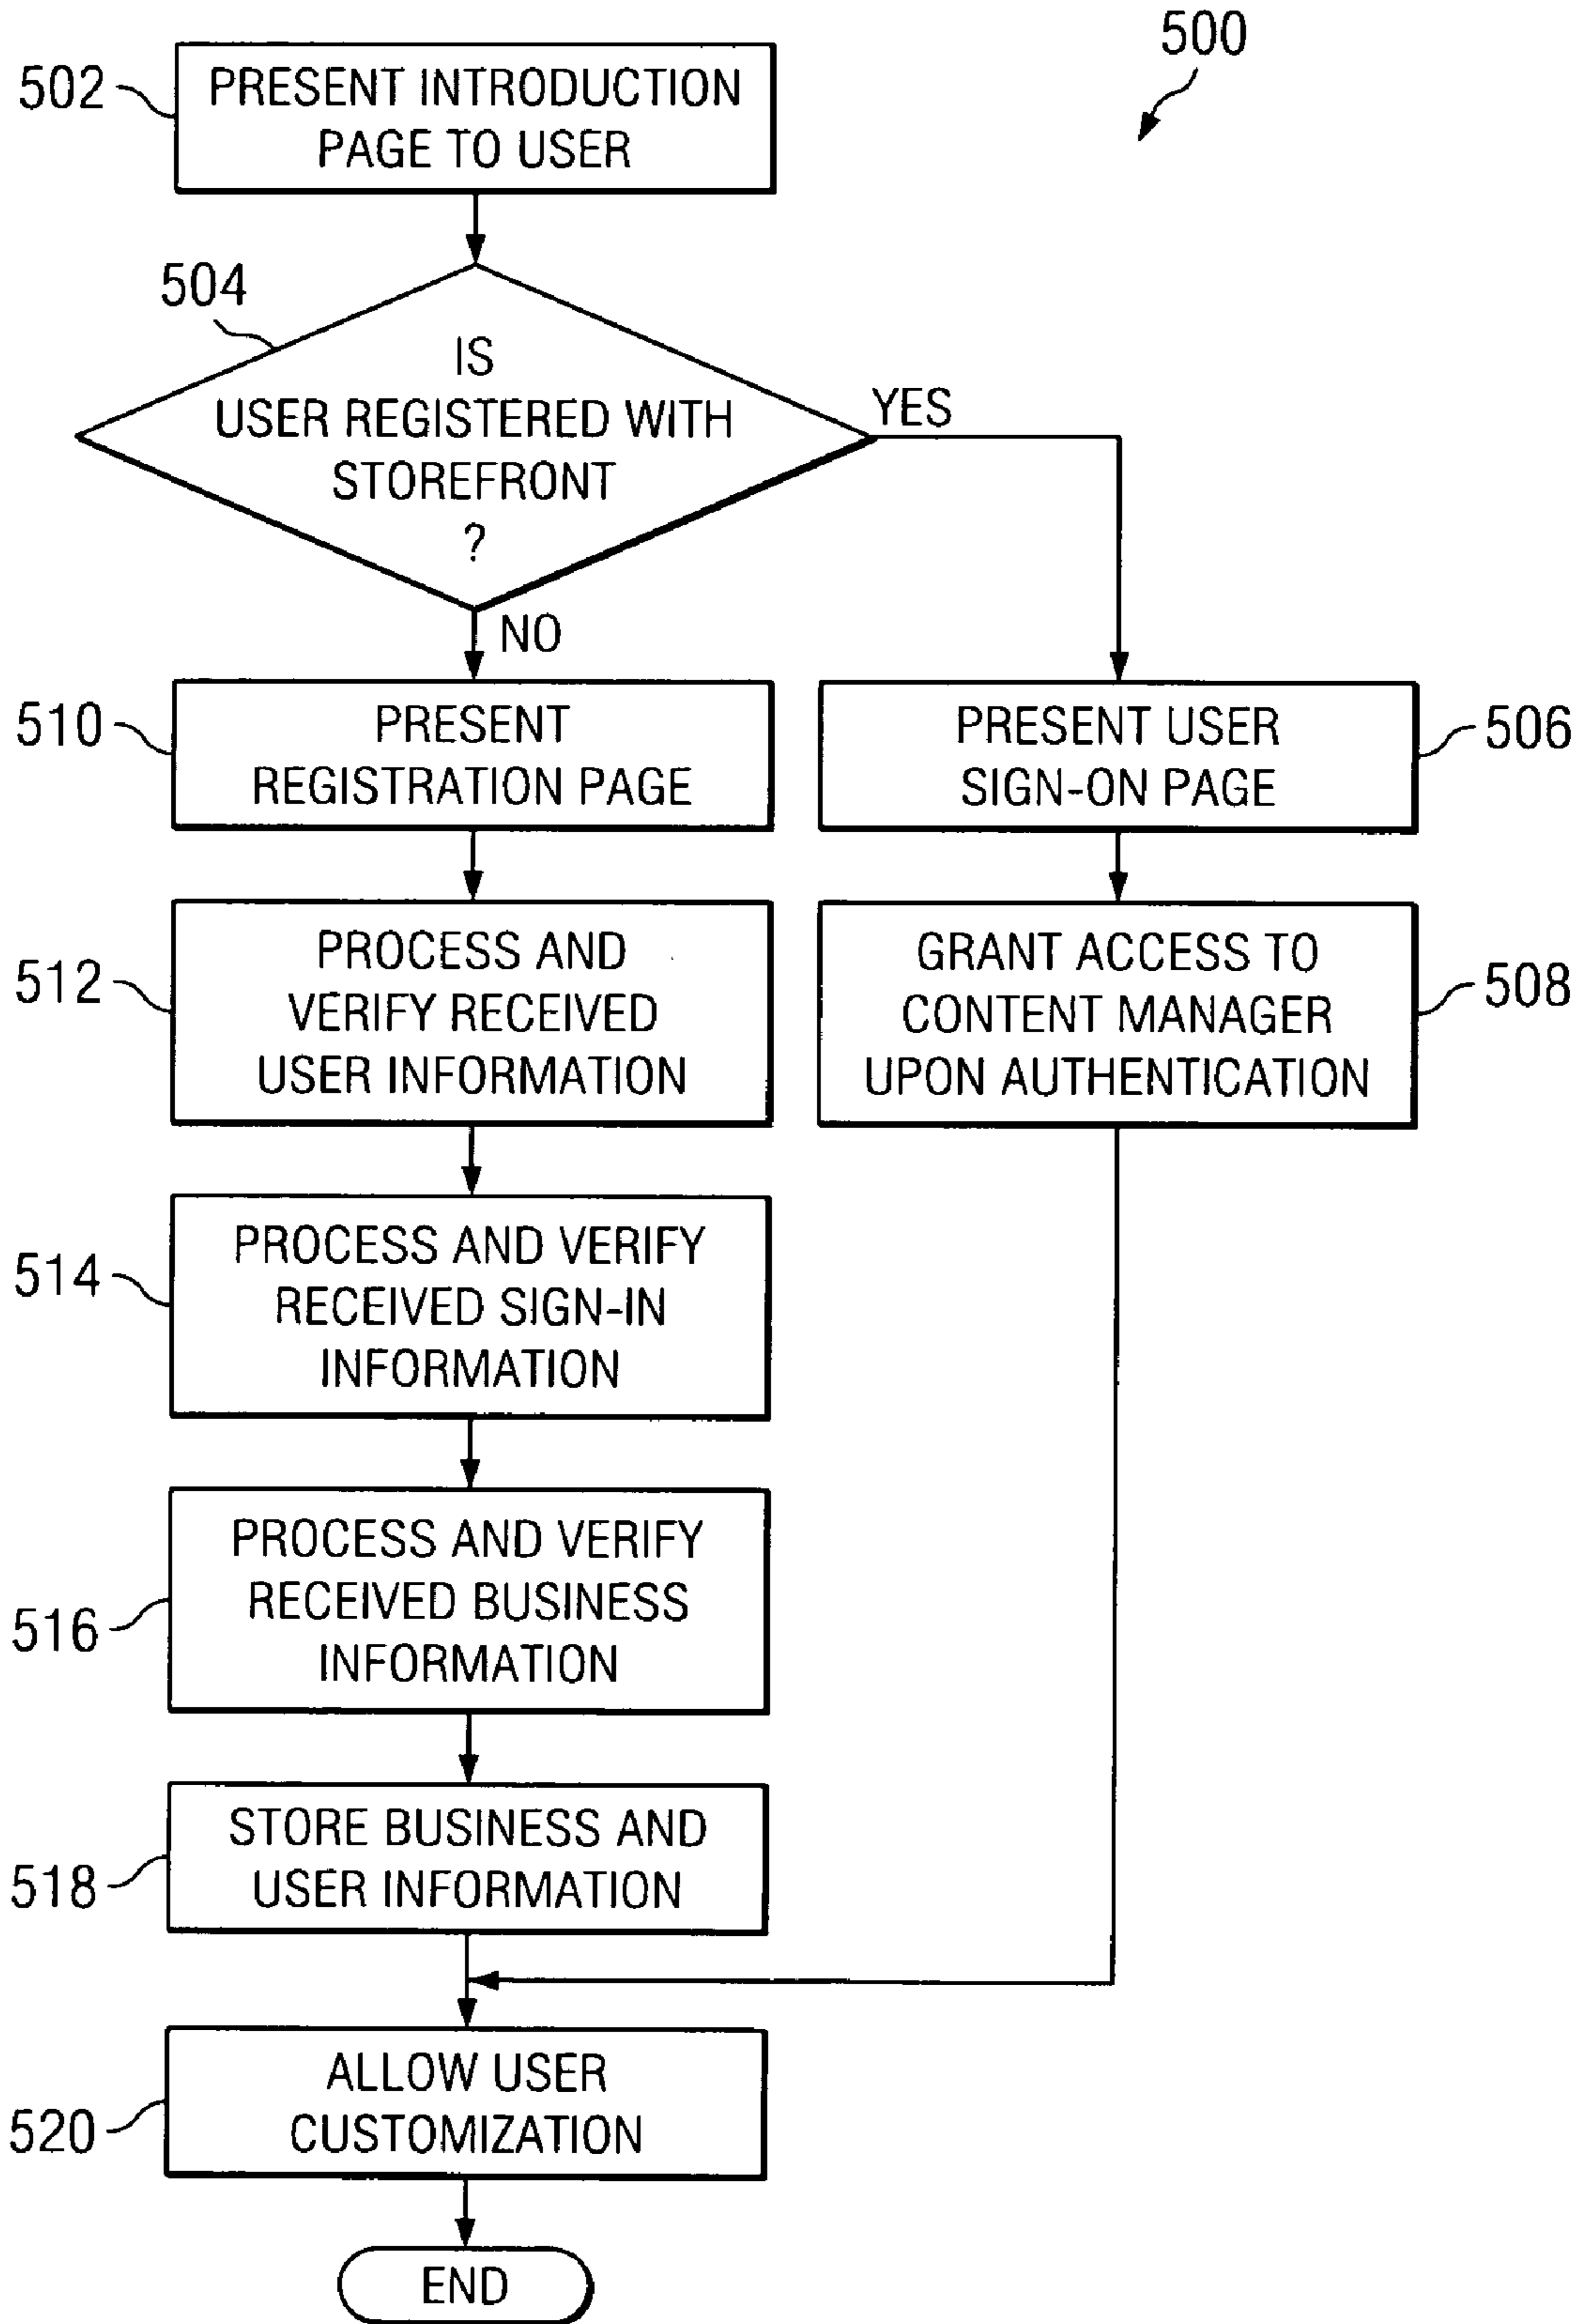 500
502
PRESENT INTRODUCTION
PAGE TO USER
504
IS
USER REGISTERED WITH
STOREFRONT
?
YES
NO
510
PRESENT
REGISTRATION PAGE
PRESENT USER
SIGN-ON PAGE
506
512
PROCESS AND
VERIFY RECEIVED
USER INFORMATION
GRANT ACCESS TO
CONTENT MANAGER
UPON AUTHENTICATION
508
514
PROCESS AND VERIFY
RECEIVED SIGN-IN
INFORMATION
516
PROCESS AND VERIFY
RECEIVED BUSINESS
INFORMATION
518
STORE BUSINESS AND
USER INFORMATION
520
ALLOW USER
CUSTOMIZATION
END